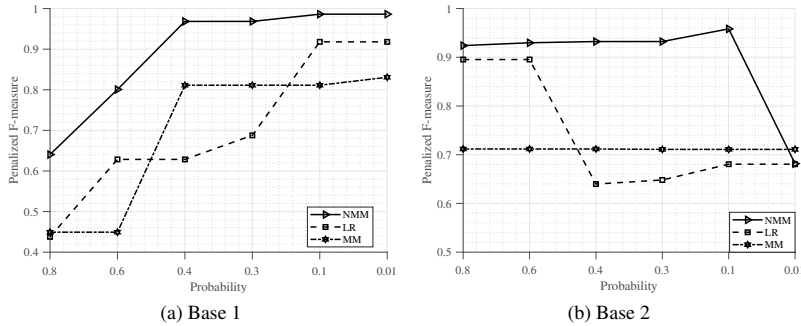 1
0.9
0.8
0.7
0.6
0.5
0.4
Penalized F-measure
0.8 0.6 0.4 0.3 0.1 0.01
Probability
NMM
LR
MM
(a) Base 1
1
0.9
0.8
0.7
0.6
0.5
Penalized F-measure
0.8 0.6 0.4 0.3 0.1 0.01
Probability
NMM
LR
MM
(b) Base 2